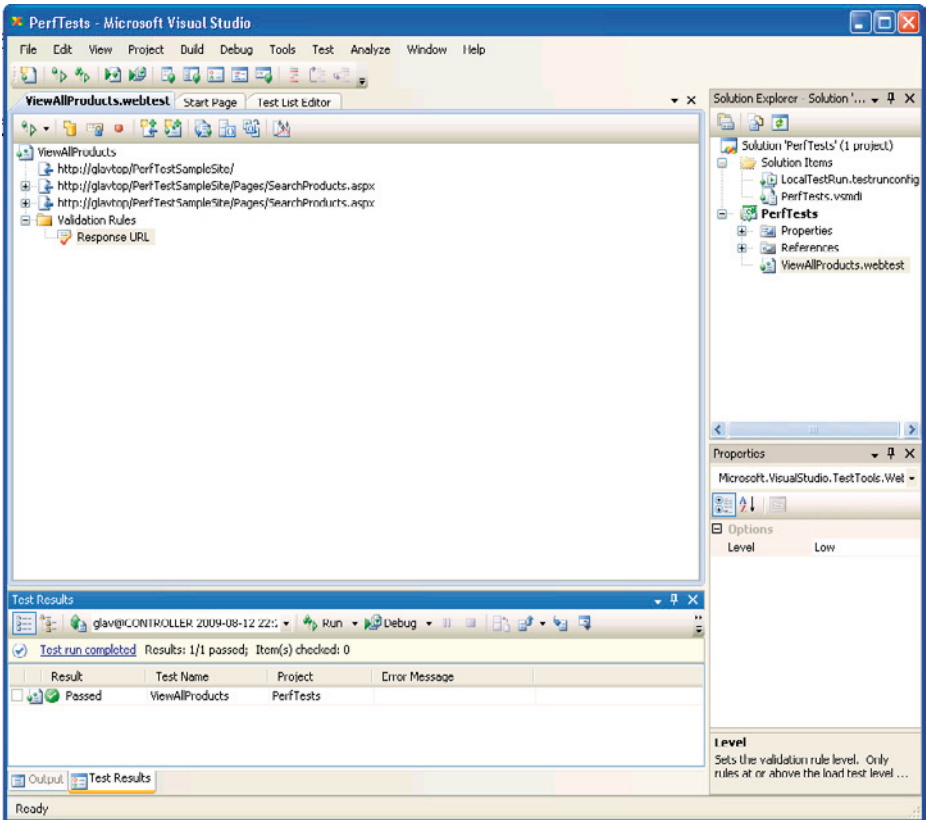 PerfTests - Microsoft Visual Studio
File Edit View Project Build Debug Tools Test Analyze Window Help
ViewAllProducts.webtest Start Page Test List Editor
ViewAllProducts
http://glavtop/PerfTestSampleSite/
http://glavtop/PerfTestSampleSite/Pages/SearchProducts.aspx
http://glavtop/PerfTestSampleSite/Pages/SearchProducts.aspx
Validation Rules
Response URL
Solution Explorer - Solution '...
Solution 'PerfTests' (1 project)
Solution Items
LocalTestRun.testrunconfig
PerfTests.vsmdi
PerfTests
Properties
References
ViewAllProducts.webtest
Properties
Microsoft.VisualStudio.TestTools.Wet
Options
Level Low
Level
Sets the validation rule level. Only
rules at or above the load test level ...
Test Results
glav@CONTROLLER 2009-08-12 22:2 Run Debug
Test run completed Results: 1/1 passed; Item(s) checked: 0
Result Test Name Project Error Message
Passed ViewAllProducts PerfTests
Output Test Results
Ready